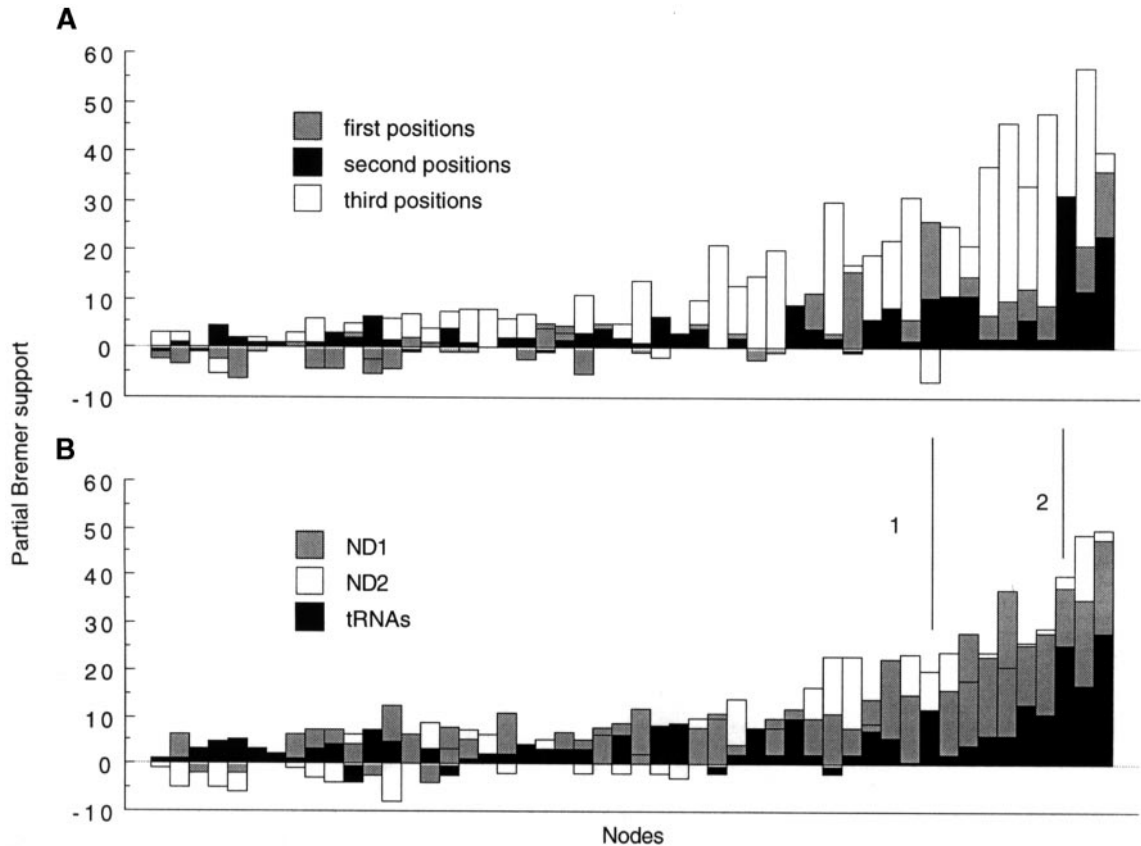 A
60
50
40
30
20
10
0
-10
first positions
second positions
third positions
Partial Bremer support
B
60
50
40
30
20
10
0
-10
ND1
ND2
tRNAs
1
2
Nodes